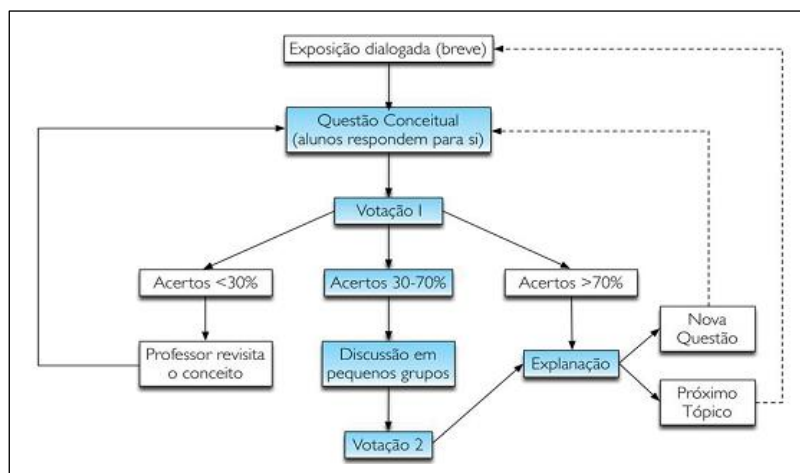 Exposição dialogada (breve)
Questão Conceitual
(alunos respondem para si)
Votação 1
Acertos <30%
Acertos 30-70%
Acertos >70%
Professor revisita
o conceito
Discussão em
pequenos grupos
Explanação
Nova
Questão
Próximo
Tópico
Votação 2